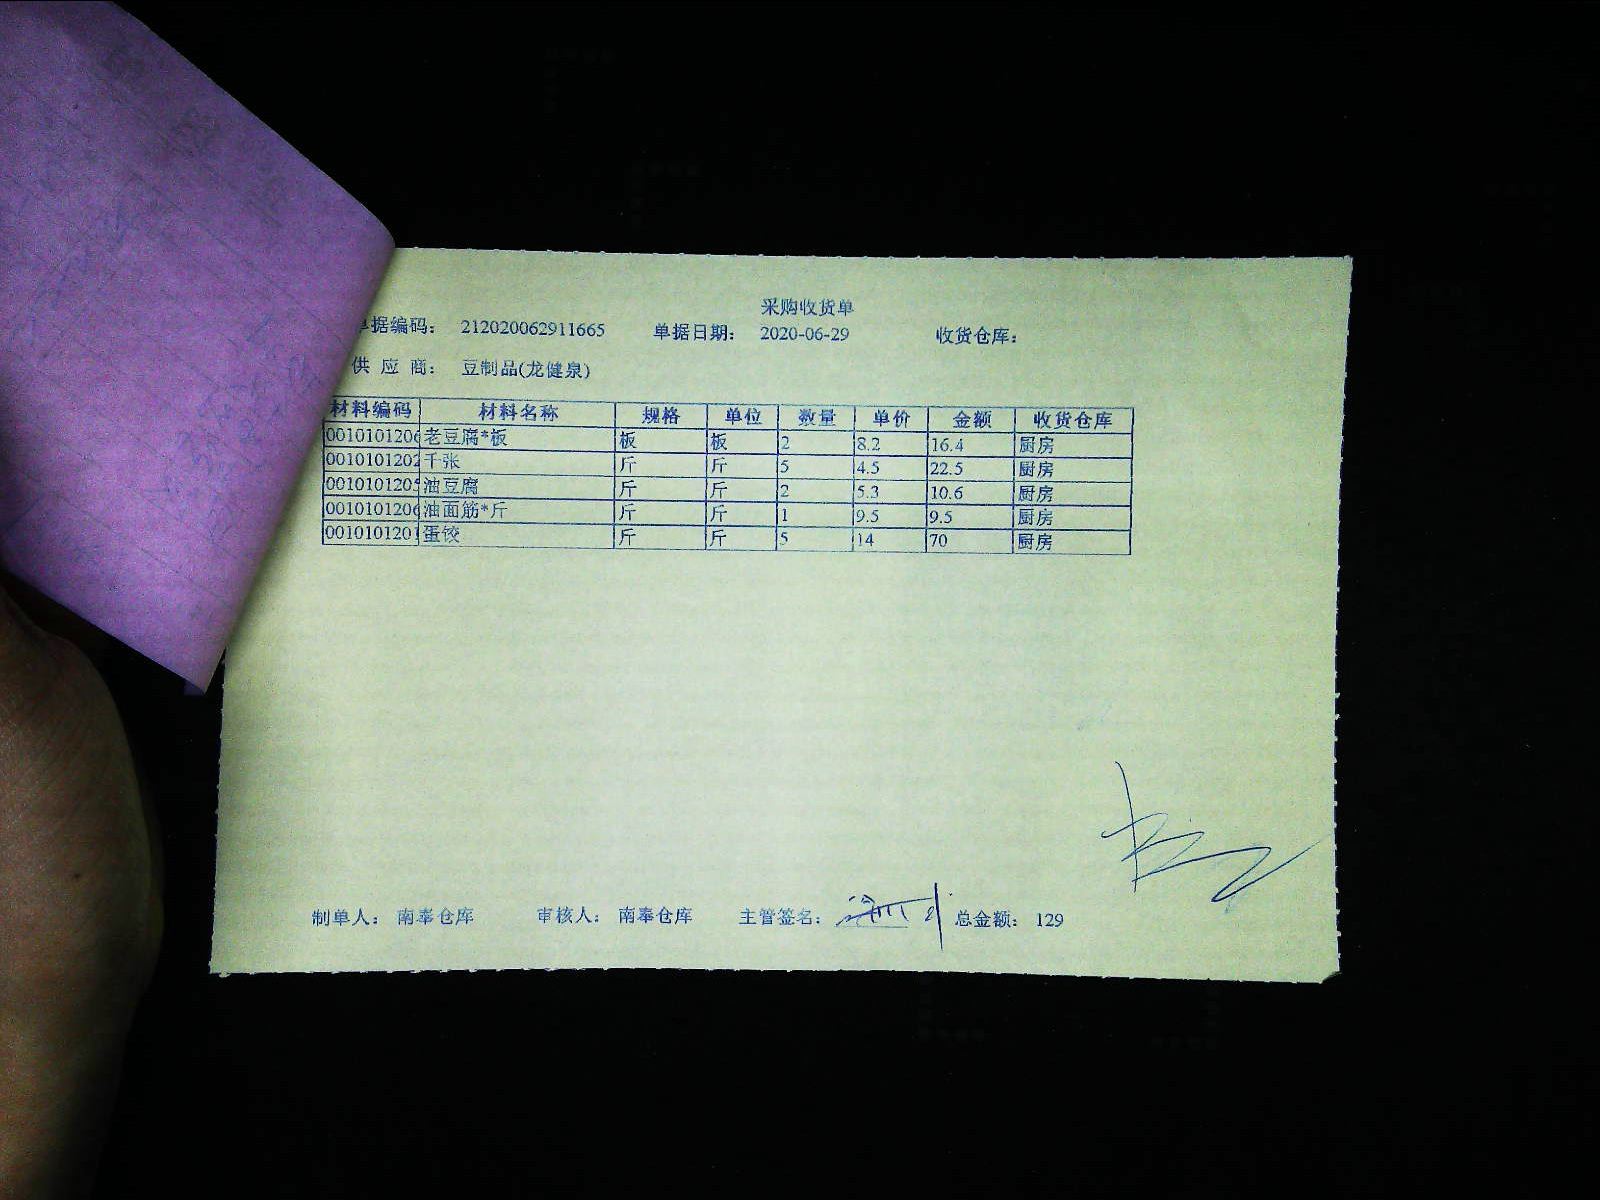 采购收货单
单据编码： 212020062911665 单据日期： 2020-06-29 收货仓库：
供 应 商： 豆制品(龙健泉)
材料编码 材料名称 规格 单位 数量 单价 金额 收货仓库
0010101206 老豆腐*板 板 板 2 8.2 16.4 厨房
0010101202 千张 斤 斤 5 4.5 22.5 厨房
0010101205 油豆腐 斤 斤 2 5.3 10.6 厨房
0010101206 油面筋*斤 斤 斤 1 9.5 9.5 厨房
0010101201 蛋饺 斤 斤 5 14 70 厨房
制单人： 南奉仓库 审核人： 南奉仓库 主管签名： 总金额： 129